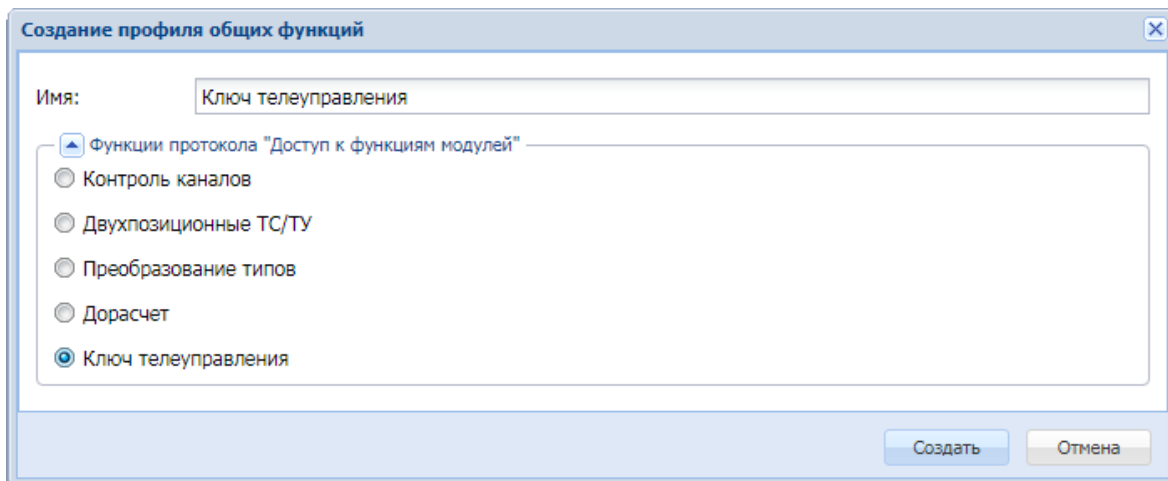 Создание профиля общих функций
Имя: Ключ телеуправления
Функции протокола "Доступ к функциям модулей"
Контроль каналов
Двухпозиционные ТС/ТУ
Преобразование типов
Дорасчет
Ключ телеуправления
Создать Отмена